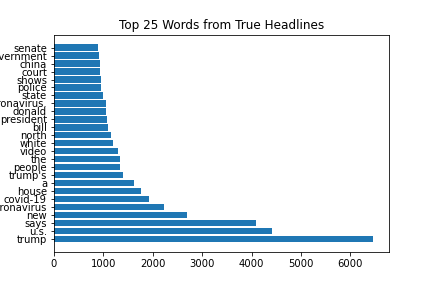 Top 25 Words from True Headlines
senate
vernment
china
court
shows
police
state
ronavirus,
donald
president
bill
north
white
video
the
people
trump's
a
house
covid-19
ronavirus
new
says
u.s.
trump
0 1000 2000 3000 4000 5000 6000